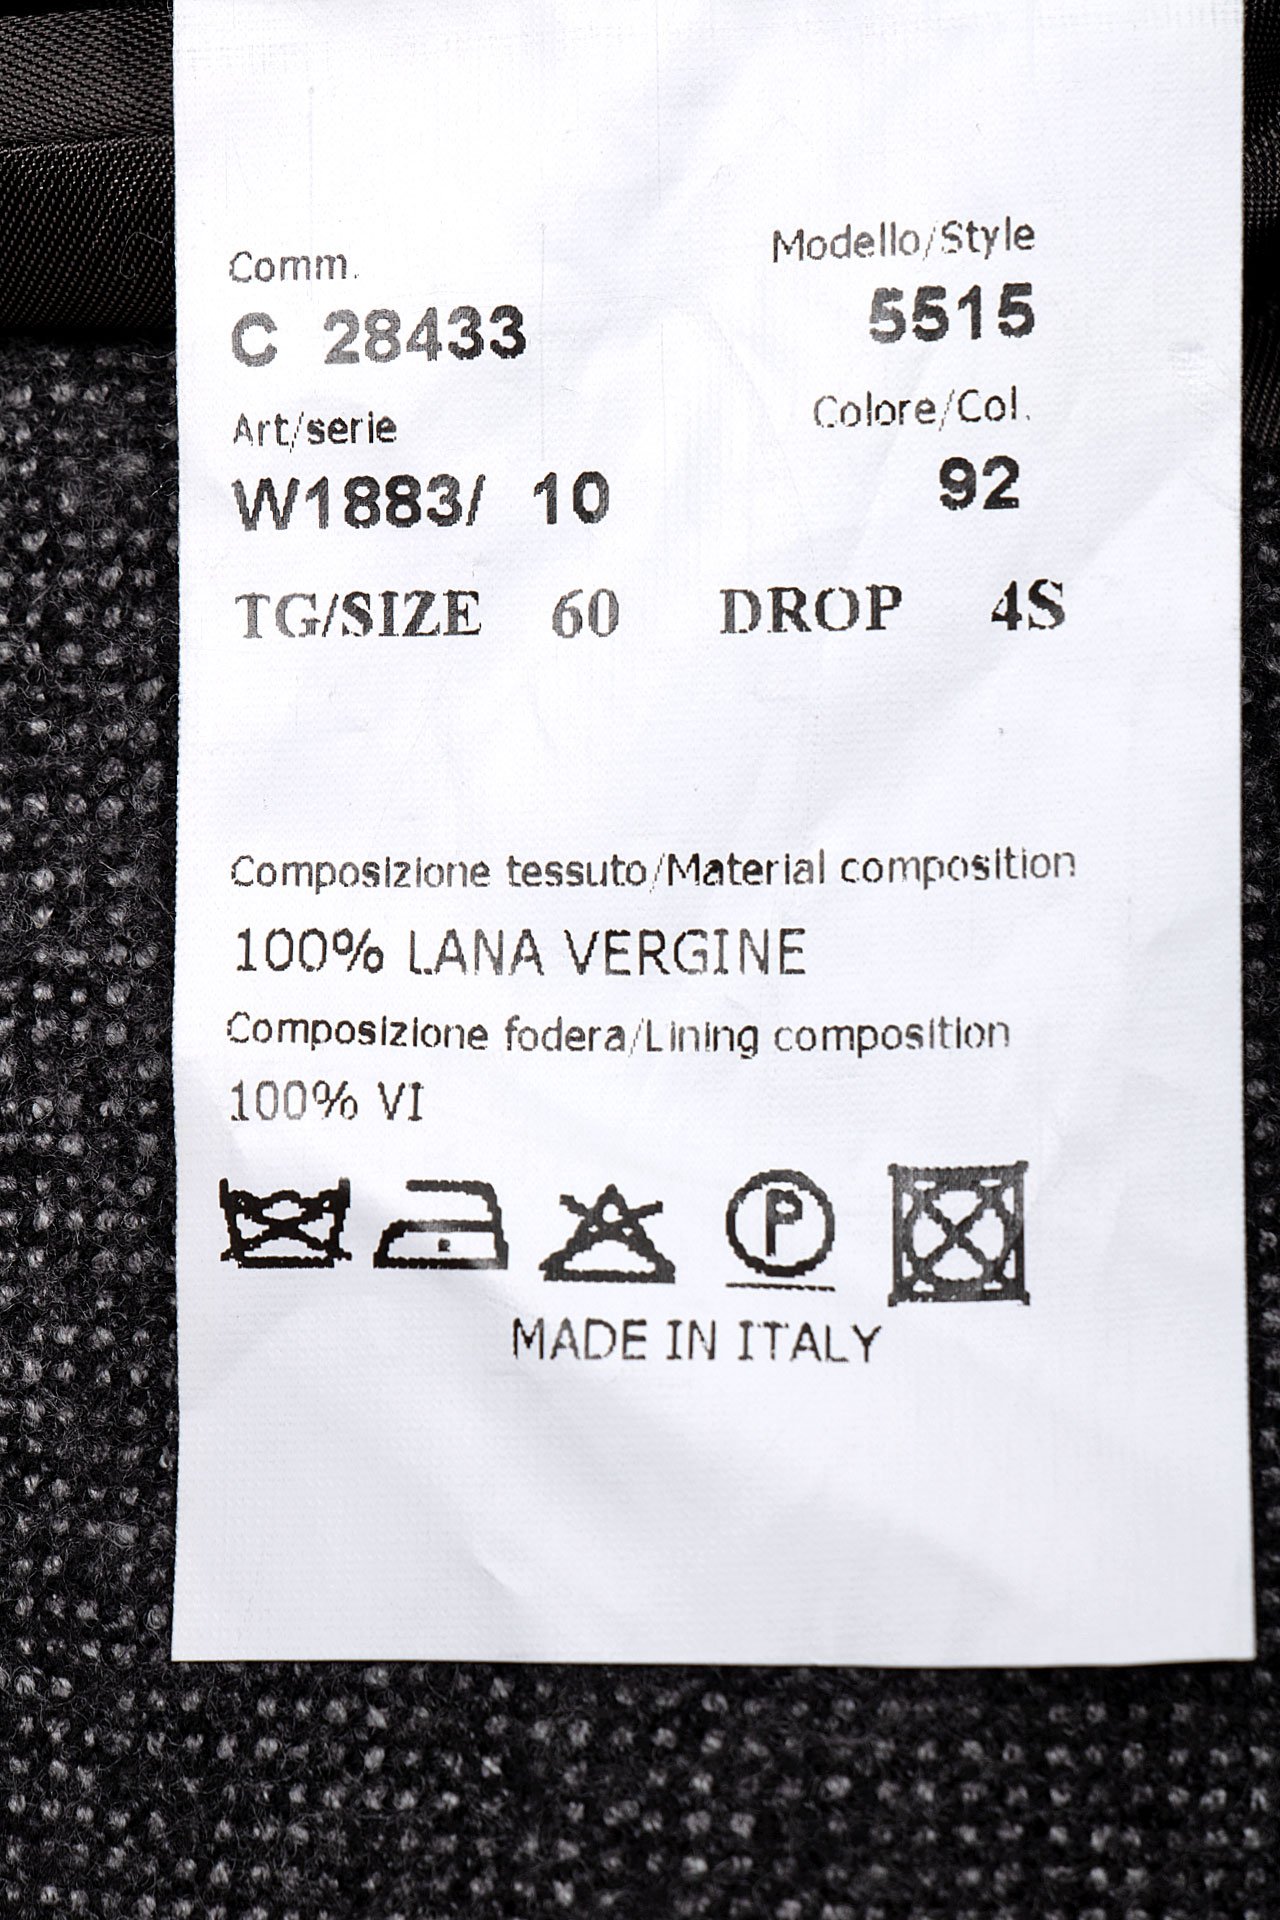 Comm. Modello/Style
C 28433 5515
Art/serie Colore/Col.
W1883/ 10 92
TG/SIZE 60 DROP 4S
Composizione tessuto/Material composition
100% LANA VERGINE
Composizione fodera/Lining composition
100% VI
P
MADE IN ITALY